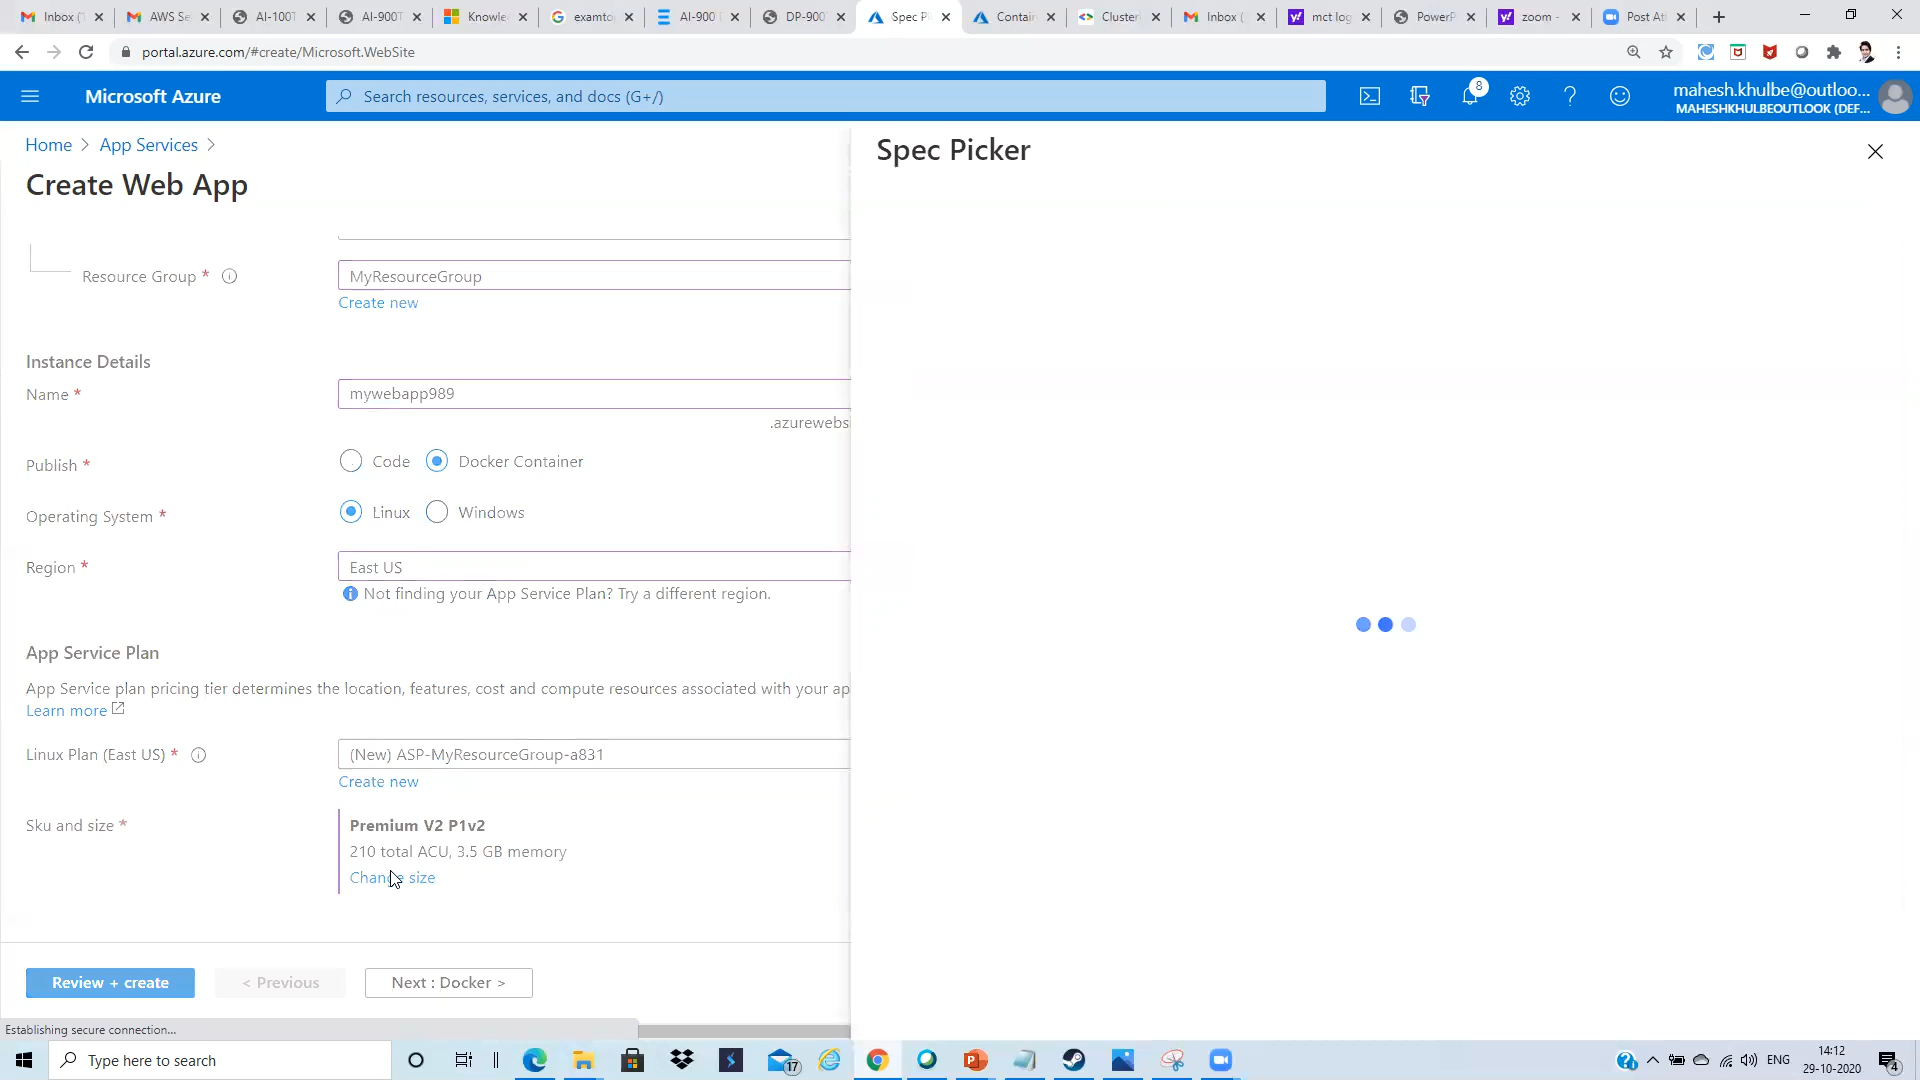 Inbox (
AWS Se
AI-100T
AI-900T
Knowle
examto
AI-900
DP-900
Spec P
Contain
Cluster
Inbox (
mct log
PowerP
zoom -
Post At
portal.azure.com/#create/Microsoft.WebSite
Microsoft Azure
Search resources, services, and docs (G+/)
8
mahesh.khulbe@outloo...
MAHESHKHULBEOUTLOOK (DEF...
Home > App Services >
Create Web App
Spec Picker
Resource Group *
MyResourceGroup
Create new
Instance Details
Name *
mywebapp989
.azurewebsi
Publish *
Code
Docker Container
Operating System *
Linux
Windows
Region *
East US
Not finding your App Service Plan? Try a different region.
App Service Plan
App Service plan pricing tier determines the location, features, cost and compute resources associated with your ap
Learn more
Linux Plan (East US) *
(New) ASP-MyResourceGroup-a831
Create new
Sku and size *
Premium V2 P1v2
210 total ACU, 3.5 GB memory
Change size
Review + create
< Previous
Next : Docker >
Establishing secure connection...
Type here to search
17
ENG
14:12
29-10-2020
4